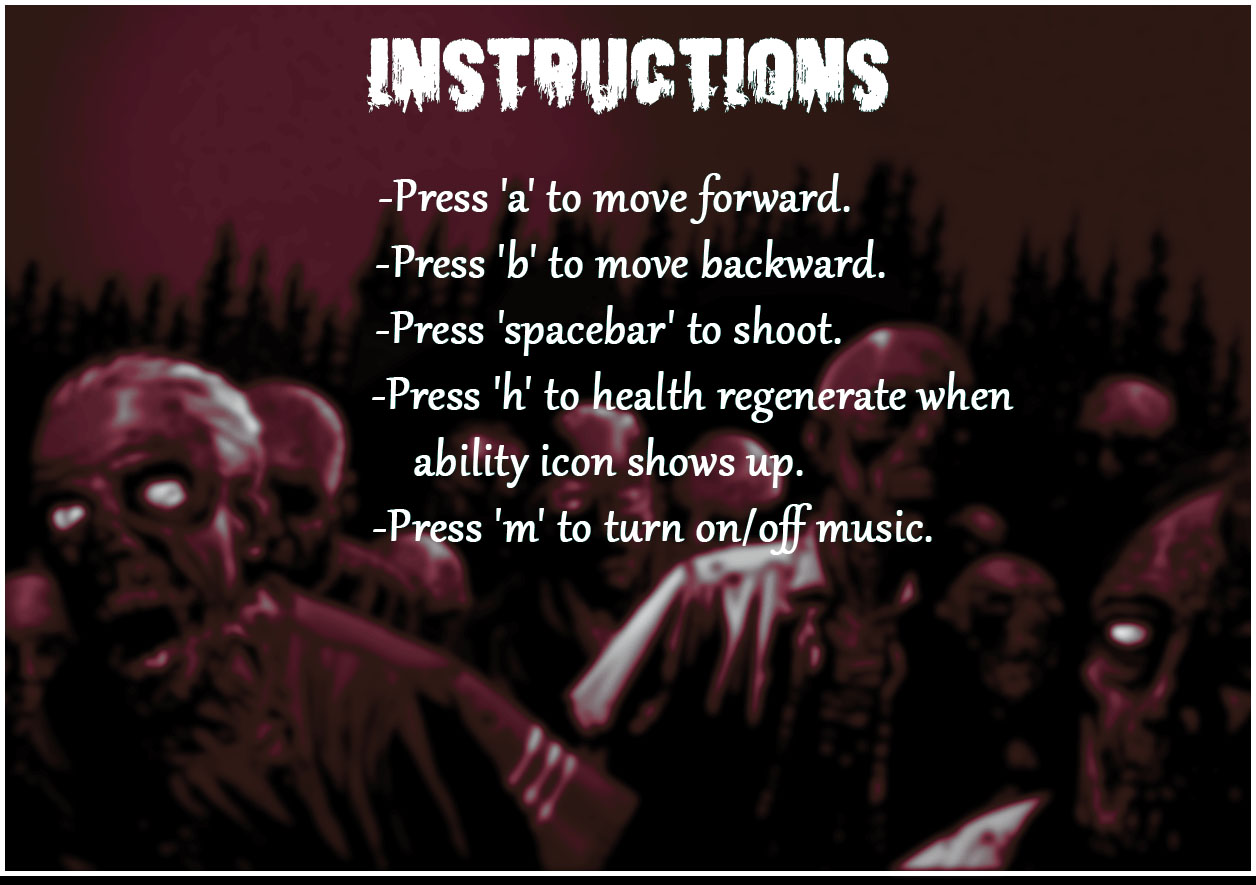 INSTRUCTIONS
-Press 'a' to move forward.
-Press 'b' to move backward.
-Press 'spacebar' to shoot.
-Press 'h' to health regenerate when
ability icon shows up.
-Press 'm' to turn on/off music.